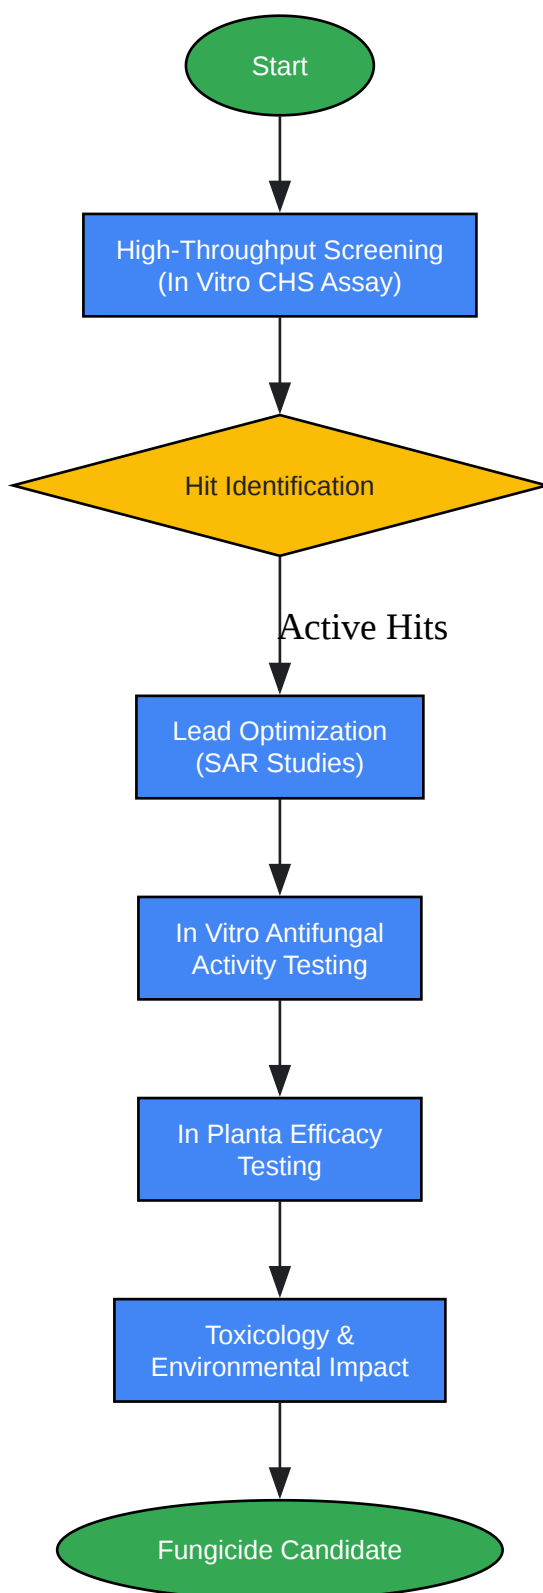 Start
High-Throughput Screening
(In Vitro CHS Assay)
Hit Identification
Active Hits
Lead Optimization
(SAR Studies)
In Vitro Antifungal
Activity Testing
In Planta Efficacy
Testing
Toxicology &
Environmental Impact
Fungicide Candidate